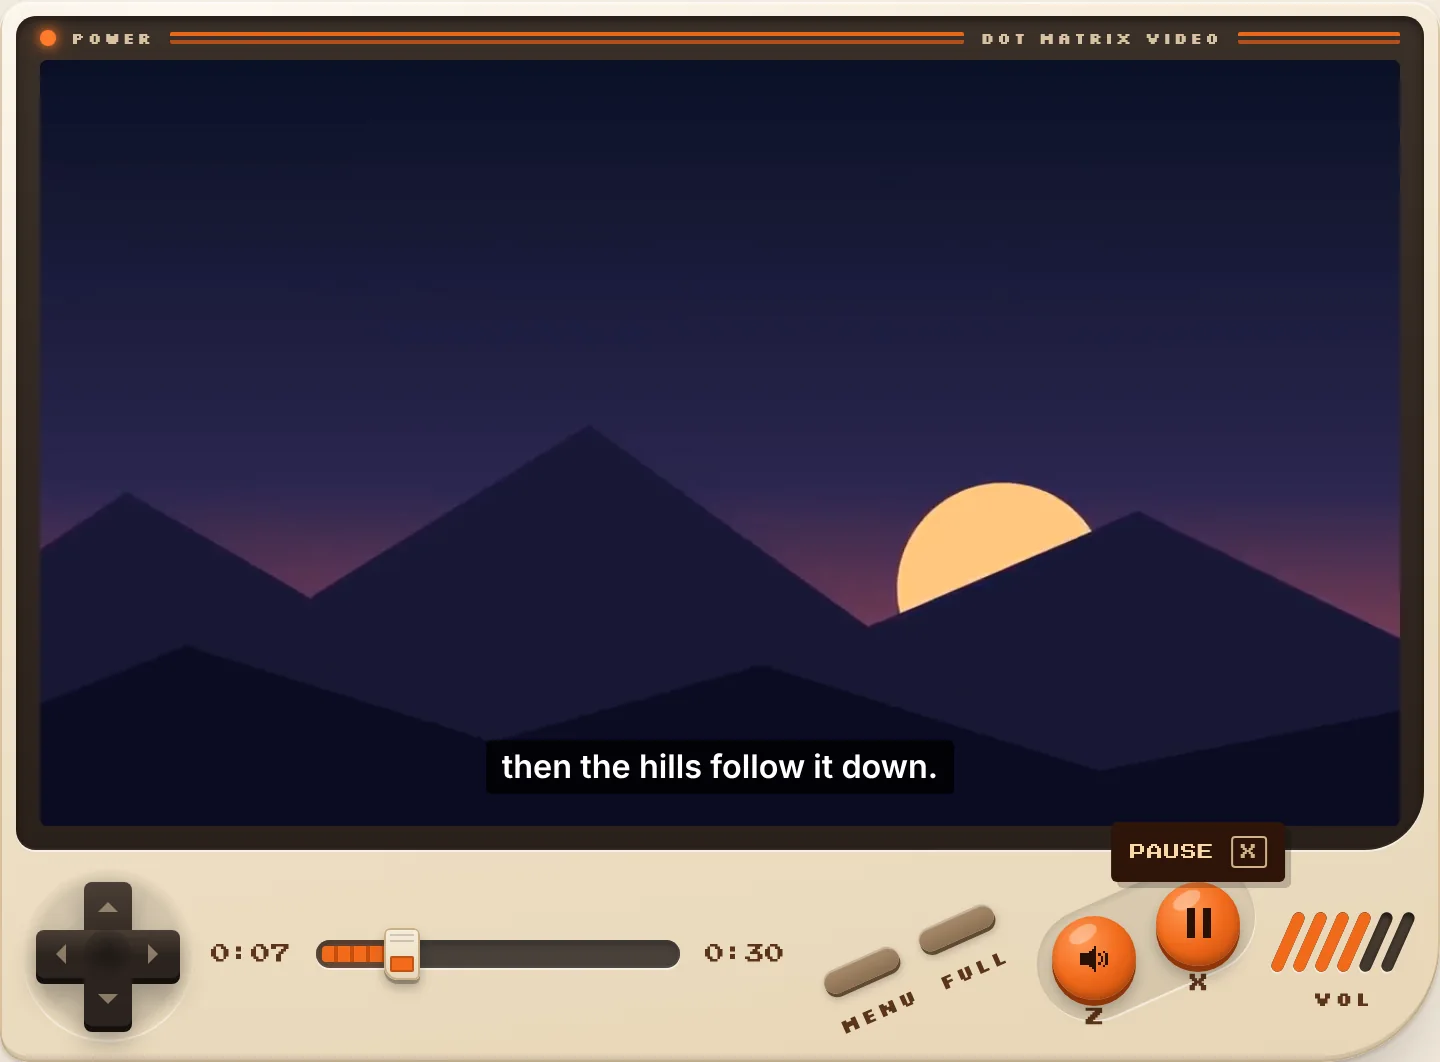 POWER
DOT MATRIX VIDEO
then the hills follow it down.
PAUSE X
0:07
0:30
MENU
FULL
Z
X
VOL